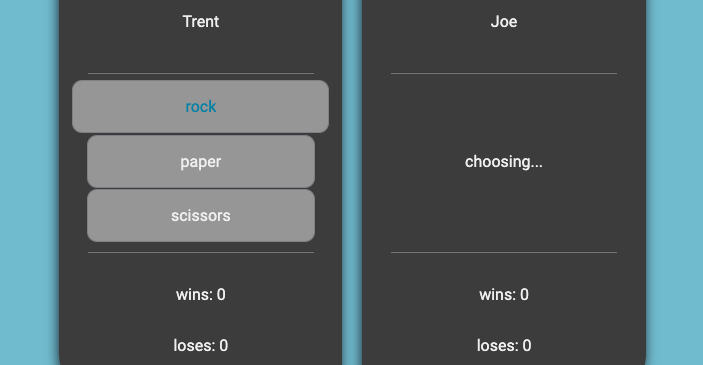 Trent
rock
paper
scissors
wins: 0
loses: 0
Joe
choosing...
wins: 0
loses: 0